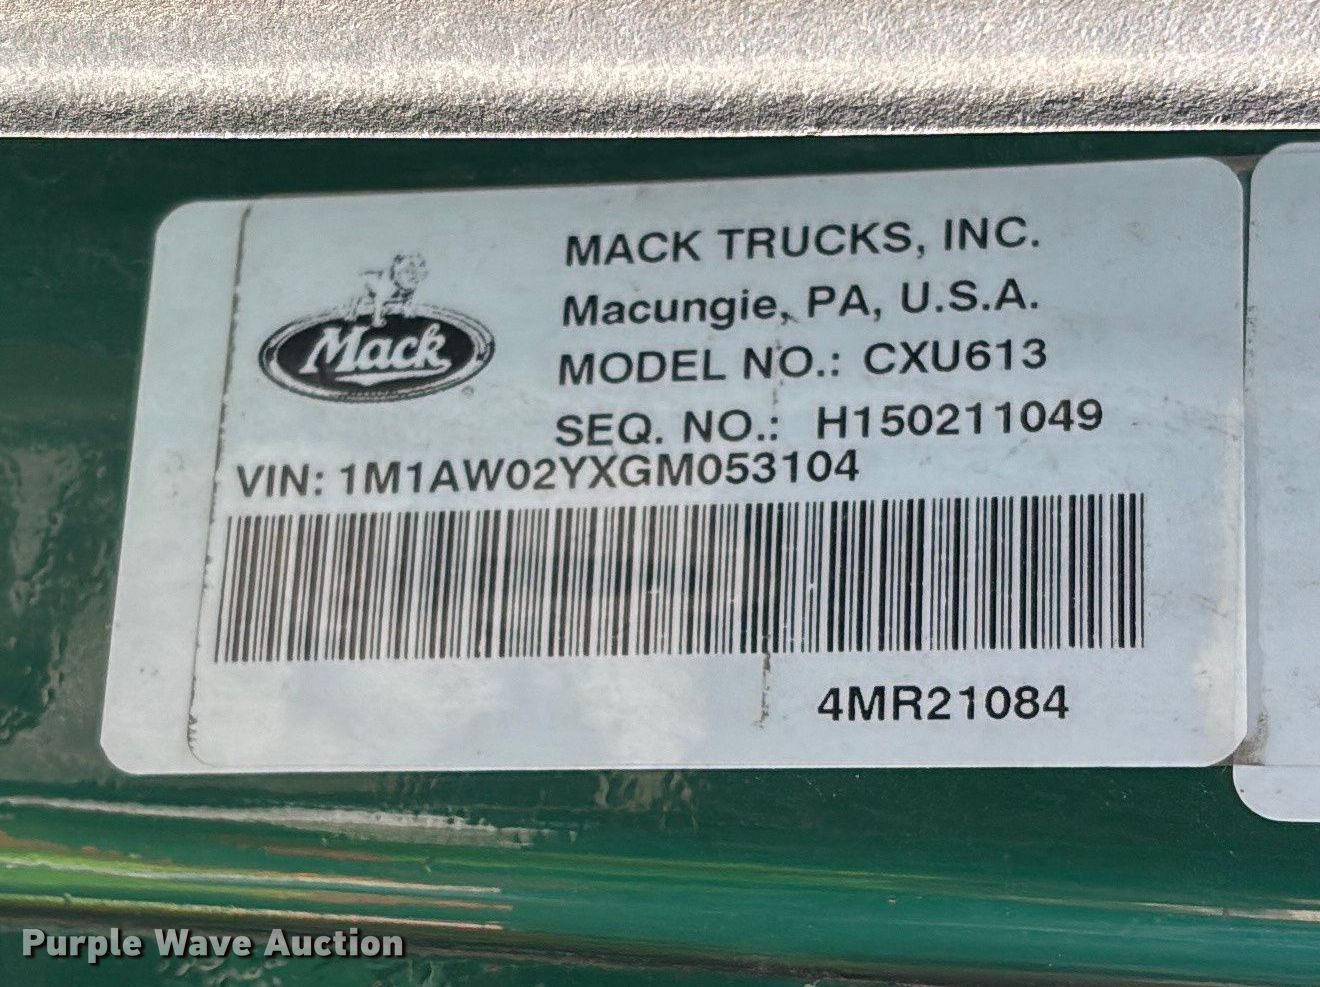 MACK TRUCKS, INC.
Macungie, PA, U.S.A.
Mack
®
MODEL NO.: CXU613
SEQ. NO.: H150211049
VIN: 1M1AW02YXGM053104
4MR21084
Purple Wave Auction